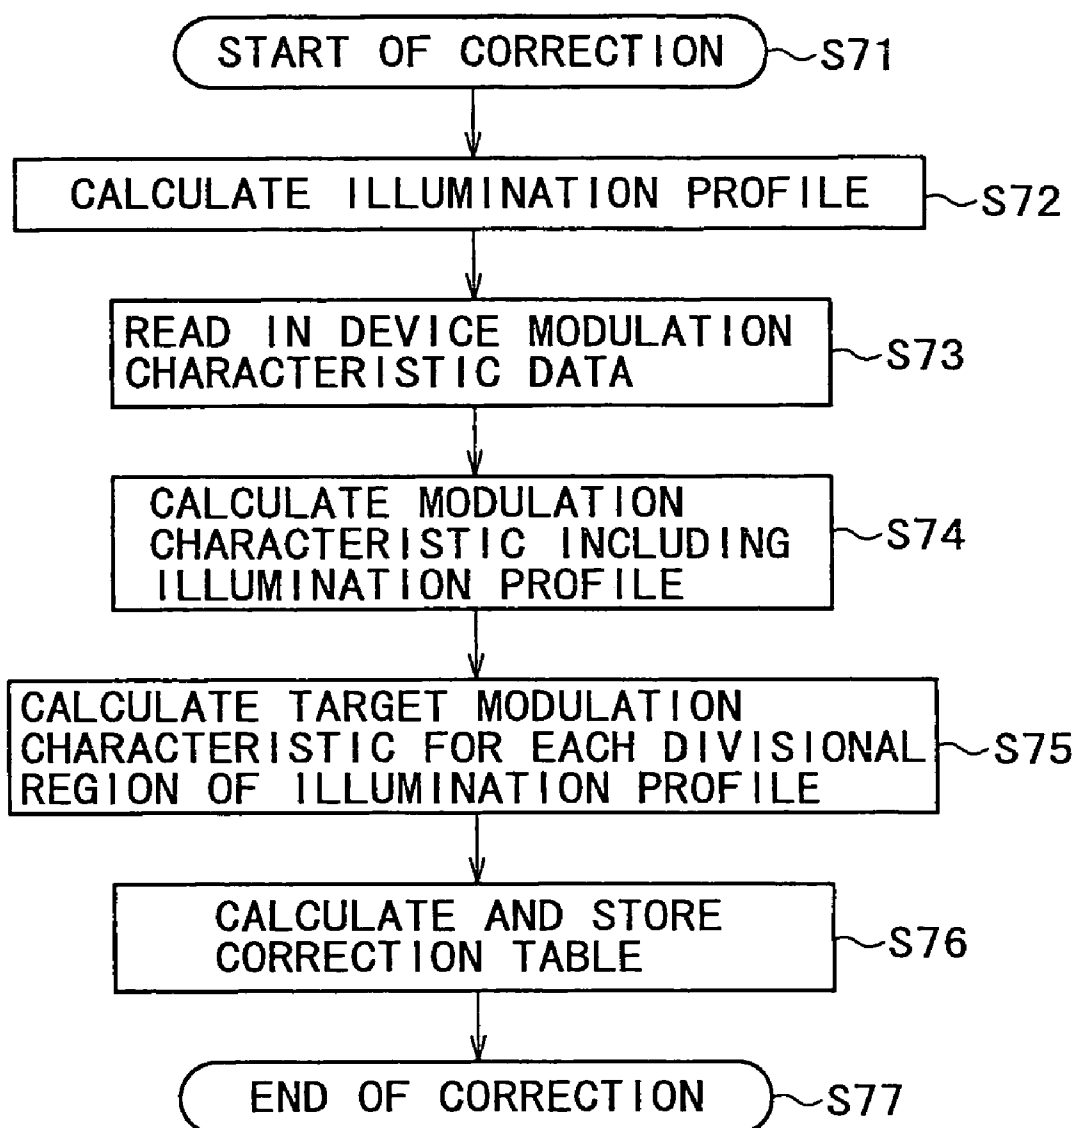 START OF CORRECTION
S71
CALCULATE ILLUMINATION PROFILE
S72
READ IN DEVICE MODULATION
CHARACTERISTIC DATA
S73
CALCULATE MODULATION
CHARACTERISTIC INCLUDING
ILLUMINATION PROFILE
S74
CALCULATE TARGET MODULATION
CHARACTERISTIC FOR EACH DIVISIONAL
REGION OF ILLUMINATION PROFILE
S75
CALCULATE AND STORE
CORRECTION TABLE
S76
END OF CORRECTION
S77